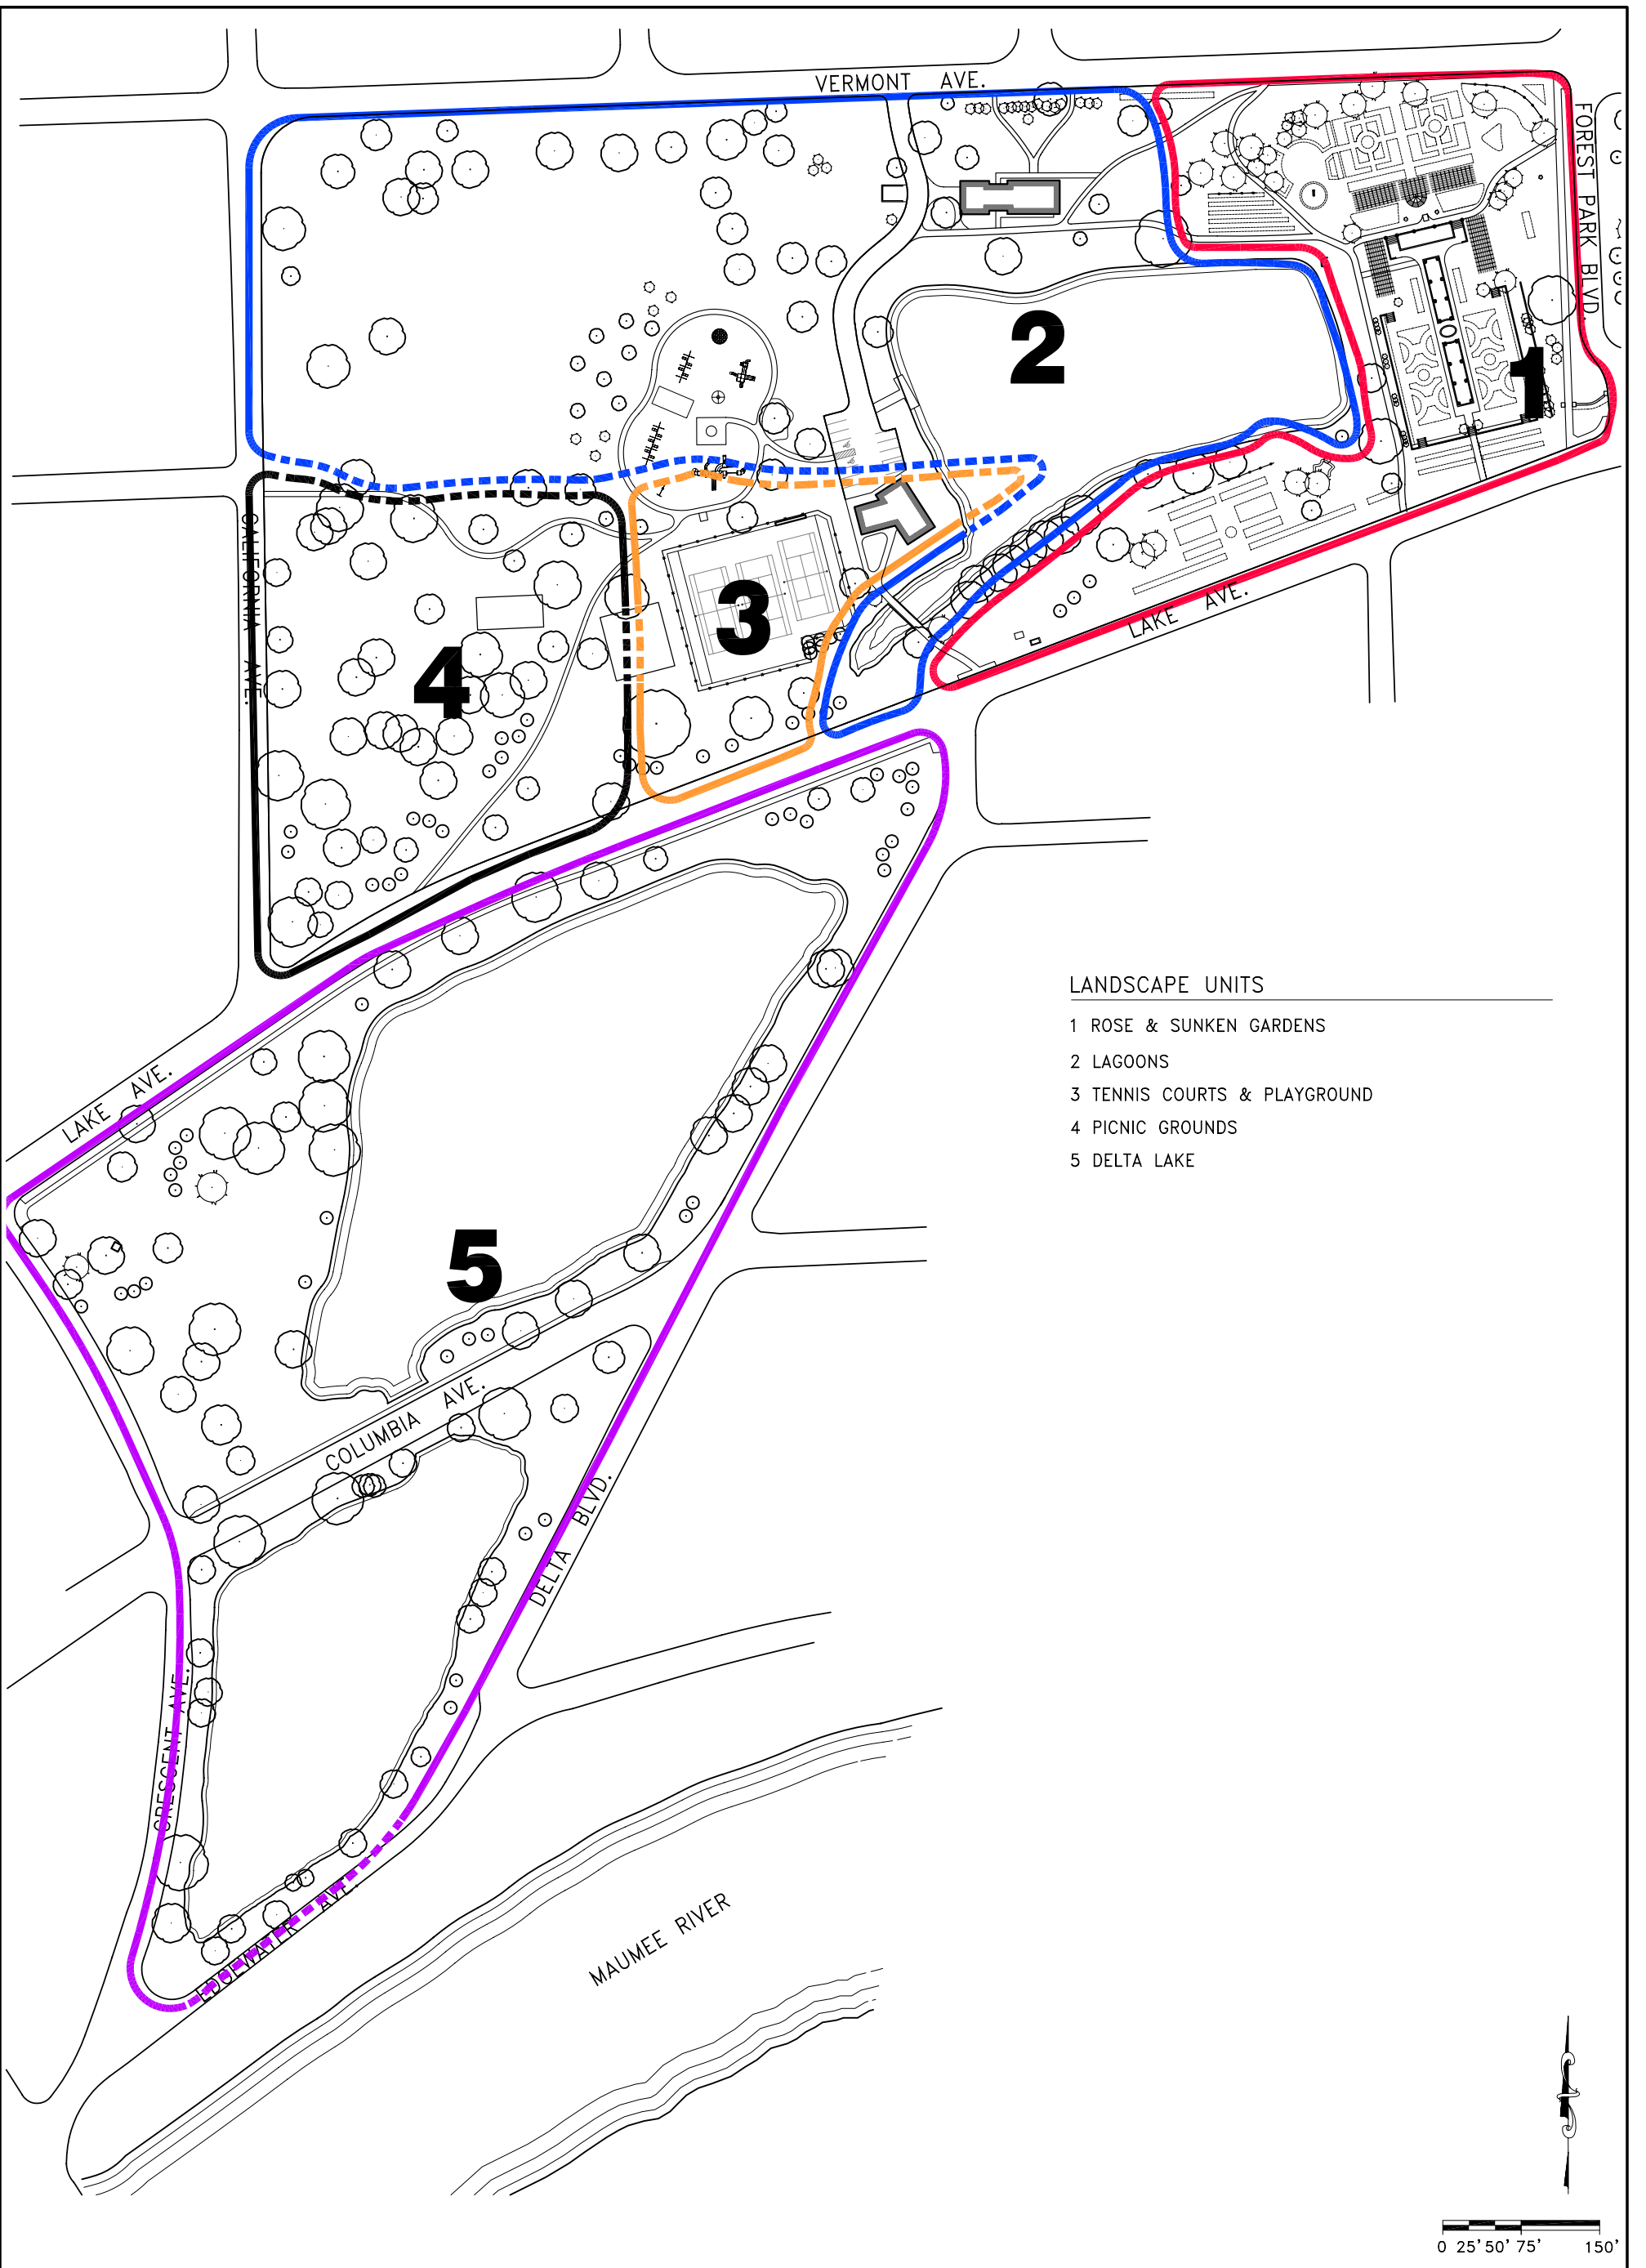 VERMONT AVE.
FOREST PARK BLVD.
2
1
CALIFORNIA AVE.
3
LAKE AVE.
4
LANDSCAPE UNITS
1 ROSE & SUNKEN GARDENS
2 LAGOONS
3 TENNIS COURTS & PLAYGROUND
4 PICNIC GROUNDS
5 DELTA LAKE
LAKE AVE.
5
COLUMBIA AVE.
DELTA BLVD.
CRESCENT AVE.
EDGEWATER AVE.
MAUMEE RIVER
0 25' 50' 75' 150'